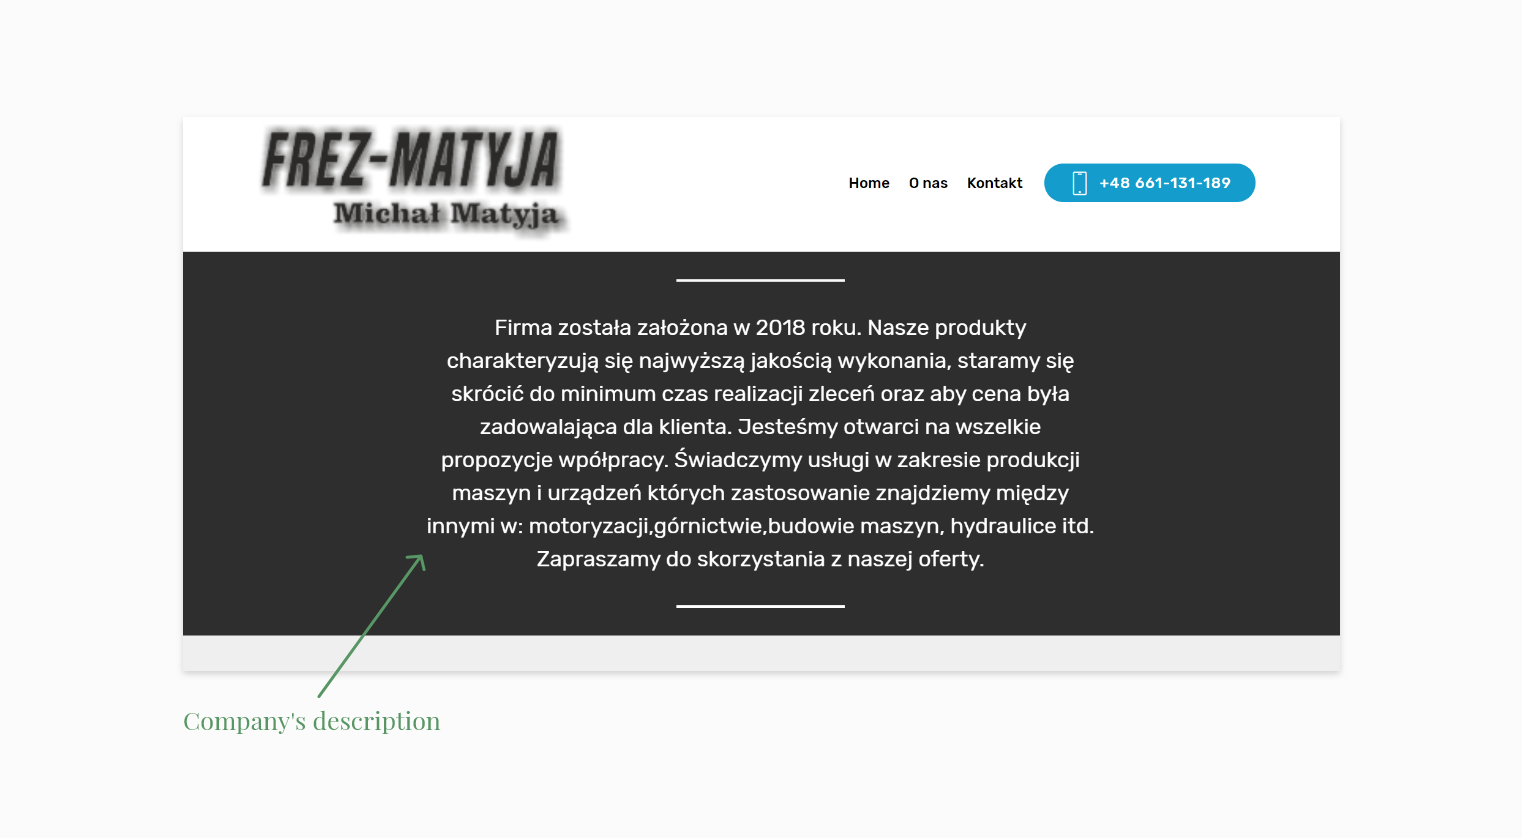 FREZ-MATYJA
Michał Matyja
Home O nas Kontakt +48 661-131-189
Firma została założona w 2018 roku. Nasze produkty
charakteryzują się najwyższą jakością wykonania, staramy się
skrócić do minimum czas realizacji zleceń oraz aby cena była
zadowalająca dla klienta. Jesteśmy otwarci na wszelkie
propozycje wpółpracy. Świadczymy usługi w zakresie produkcji
maszyn i urządzeń których zastosowanie znajdziemy między
innymi w: motoryzacji,górnictwie,budowie maszyn, hydraulice itd.
Zapraszamy do skorzystania z naszej oferty.
Company's description